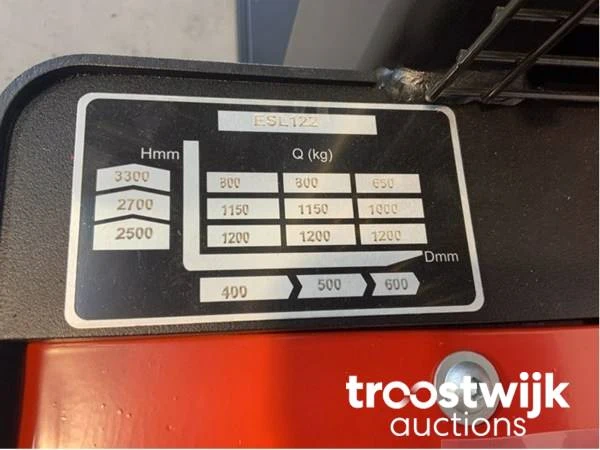 ESL122
Hmm Q (kg)
3300 800 800 650
2700 1150 1150 1000
2500 1200 1200 1200
Dmm
400 500 600
troostwijk
auctions